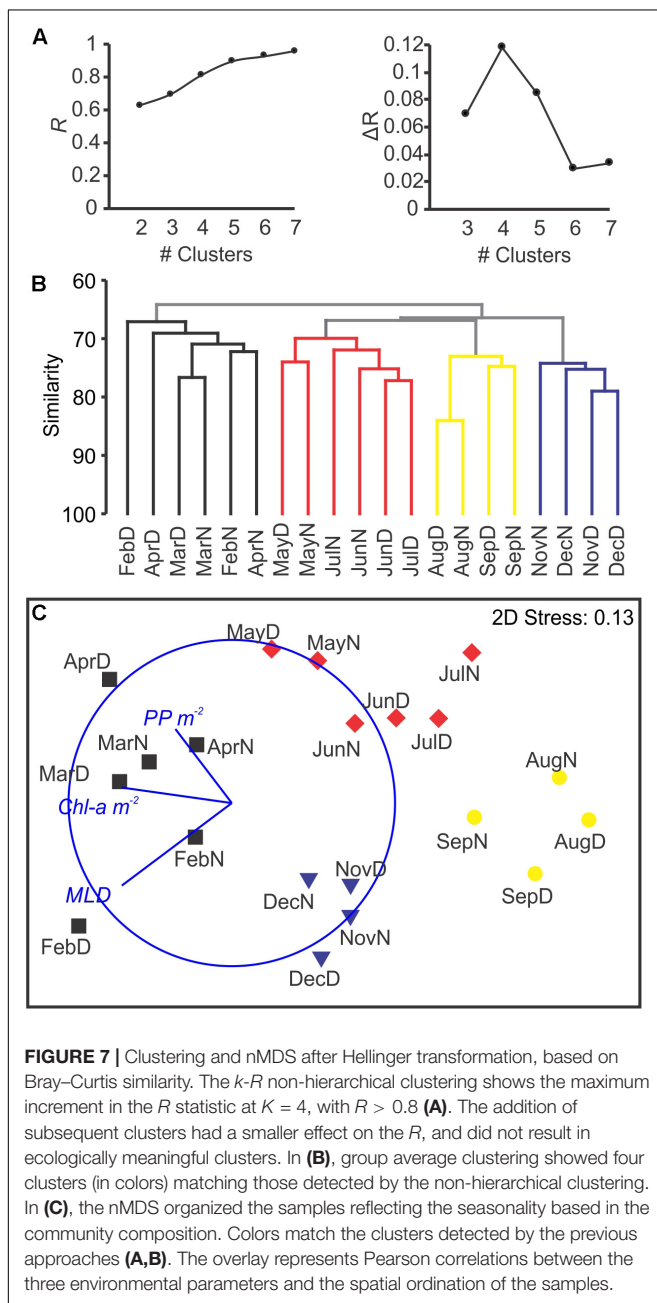 A
1
0.8
0.6
0.4
0.2
0
R
2 3 4 5 6 7
# Clusters
0.12
0.1
0.08
0.06
0.04
0.02
0
ΔR
3 4 5 6 7
# Clusters
B
60
70
80
90
100
Similarity
FebD AprD MarD MarN FebN AprN MayD MayN JulN JunN JunD JulD AugD AugN SepD SepN NovN DecN NovD DecD
C
2D Stress: 0.13
MayD
MayN
JulN
AprD
JunD
PP m-2
AprN
JunN
JulD
MarN
AugN
MarD
Chl-a m-2
SepN
AugD
FebN
NovD
MLD
DecN
SepD
NovN
FebD
DecD
FIGURE 7 | Clustering and nMDS after Hellinger transformation, based on
Bray–Curtis similarity. The k-R non-hierarchical clustering shows the maximum
increment in the R statistic at K = 4, with R > 0.8 (A). The addition of
subsequent clusters had a smaller effect on the R, and did not result in
ecologically meaningful clusters. In (B), group average clustering showed four
clusters (in colors) matching those detected by the non-hierarchical clustering.
In (C), the nMDS organized the samples reflecting the seasonality based in the
community composition. Colors match the clusters detected by the previous
approaches (A,B). The overlay represents Pearson correlations between the
three environmental parameters and the spatial ordination of the samples.